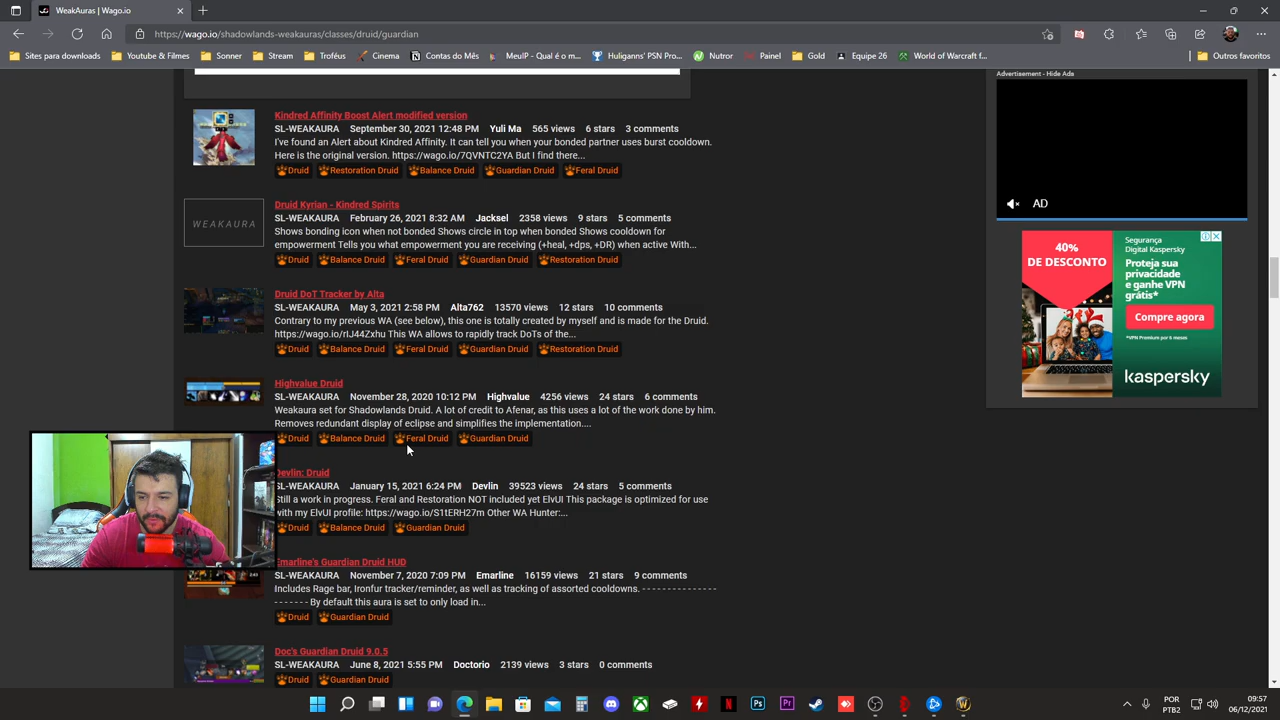 WeakAuras | Wago.io
https://wago.io/shadowlands-weakauras/classes/druid/guardian
Sites para downloads Youtube & Filmes Sonner Stream Troféus Cinema Contas do Mês MeuIP - Qual é o m... Huliganns's PSN Pro... Nutror Painel Gold Equipe 26 World of Warcraft f... Outros favoritos
Advertisement - Hide Ads
Kindred Affinity Boost Alert modified version
SL-WEAKAURA September 30, 2021 12:48 PM Yuli Ma 565 views 6 stars 3 comments
I've found an Alert about Kindred Affinity. It can tell you when your bonded partner uses burst cooldown.
Here is the original version. https://wago.io/7QVNTC2YA But I find there...
Druid Restoration Druid Balance Druid Guardian Druid Feral Druid
WEAKAURA
Druid Kyrian - Kindred Spirits
SL-WEAKAURA February 26, 2021 8:32 AM Jacksel 2358 views 9 stars 5 comments
Shows bonding icon when not bonded Shows circle in top when bonded Shows cooldown for
empowerment Tells you what empowerment you are receiving (+heal, +dps, +DR) when active With...
Druid Balance Druid Feral Druid Guardian Druid Restoration Druid
Druid DoT Tracker by Alta
SL-WEAKAURA May 3, 2021 2:58 PM Alta762 13570 views 12 stars 10 comments
Contrary to my previous WA (see below), this one is totally created by myself and is made for the Druid.
https://wago.io/rIJ44Zxhu This WA allows to rapidly track DoTs of the...
Druid Balance Druid Feral Druid Guardian Druid Restoration Druid
Highvalue Druid
SL-WEAKAURA November 28, 2020 10:12 PM Highvalue 4256 views 24 stars 6 comments
Weakaura set for Shadowlands Druid. A lot of credit to Afenar, as this uses a lot of the work done by him.
Removes redundant display of eclipse and simplifies the implementation....
Druid Balance Druid Feral Druid Guardian Druid
Devlin: Druid
SL-WEAKAURA January 15, 2021 6:24 PM Devlin 39523 views 24 stars 5 comments
Still a work in progress. Feral and Restoration NOT included yet ElvUI This package is optimized for use
with my ElvUI profile: https://wago.io/S1tERH27m Other WA Hunter:...
Druid Balance Druid Guardian Druid
Emarline's Guardian Druid HUD
SL-WEAKAURA November 7, 2020 7:09 PM Emarline 16159 views 21 stars 9 comments
Includes Rage bar, Ironfur tracker/reminder, as well as tracking of assorted cooldowns. - - - - - - - - - - - - - - -
- - - - - - - By default this aura is set to only load in...
Druid Guardian Druid
Doc's Guardian Druid 9.0.5
SL-WEAKAURA June 8, 2021 5:55 PM Doctorio 2139 views 3 stars 0 comments
Druid Guardian Druid
AD
40%
DE DESCONTO
Segurança
Digital Kaspersky
Proteja sua
privacidade
e ganhe VPN
grátis*
Compre agora
*VPN Premium por 6 meses
kaspersky
POR
PTB2
09:57
06/12/2021